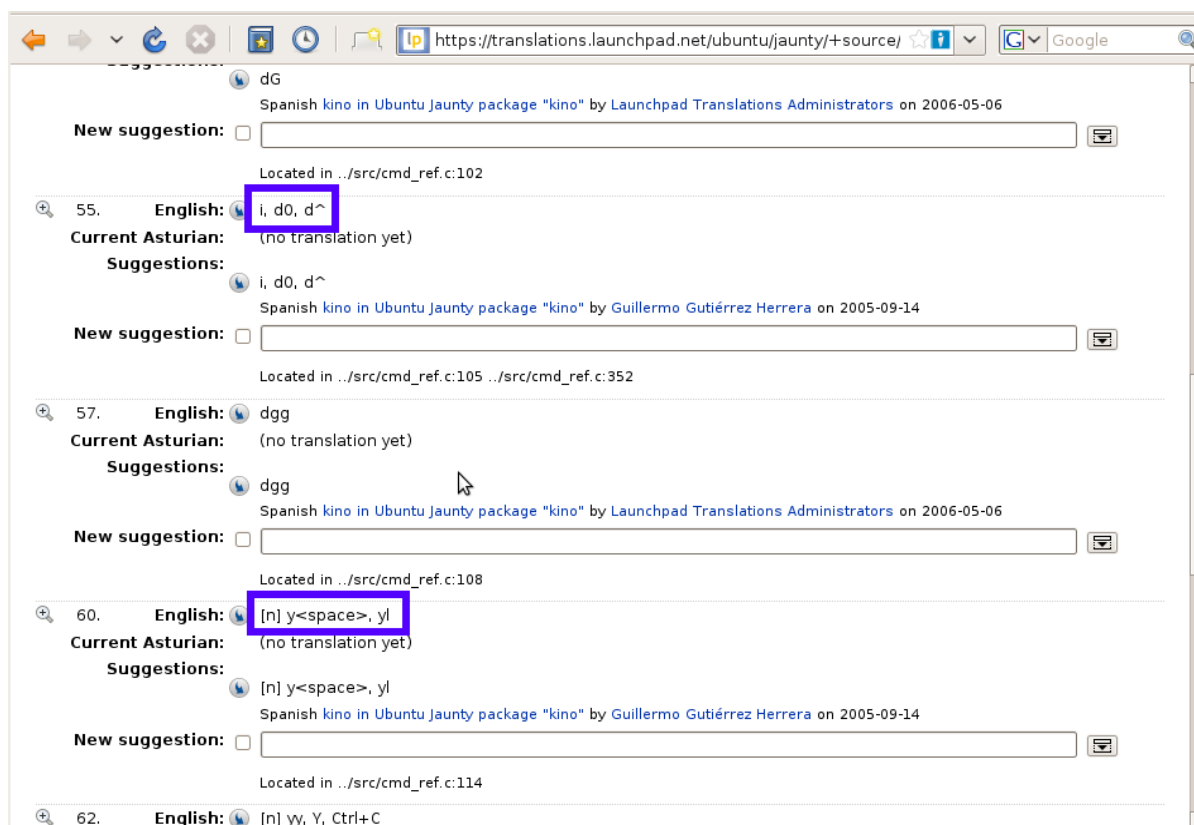 lp https://translations.launchpad.net/ubuntu/jaunty/+source/ G Google
dG
Spanish kino in Ubuntu Jaunty package "kino" by Launchpad Translations Administrators on 2006-05-06
New suggestion:
Located in ../src/cmd_ref.c:102
55. English: i, d0, d^
Current Asturian: (no translation yet)
Suggestions:
i, d0, d^
Spanish kino in Ubuntu Jaunty package "kino" by Guillermo Gutiérrez Herrera on 2005-09-14
New suggestion:
Located in ../src/cmd_ref.c:105 ../src/cmd_ref.c:352
57. English: dgg
Current Asturian: (no translation yet)
Suggestions:
dgg
Spanish kino in Ubuntu Jaunty package "kino" by Launchpad Translations Administrators on 2006-05-06
New suggestion:
Located in ../src/cmd_ref.c:108
60. English: [n] y<space>, yl
Current Asturian: (no translation yet)
Suggestions:
[n] y<space>, yl
Spanish kino in Ubuntu Jaunty package "kino" by Guillermo Gutiérrez Herrera on 2005-09-14
New suggestion:
Located in ../src/cmd_ref.c:114
62. English: [n] yy, Y, Ctrl+C